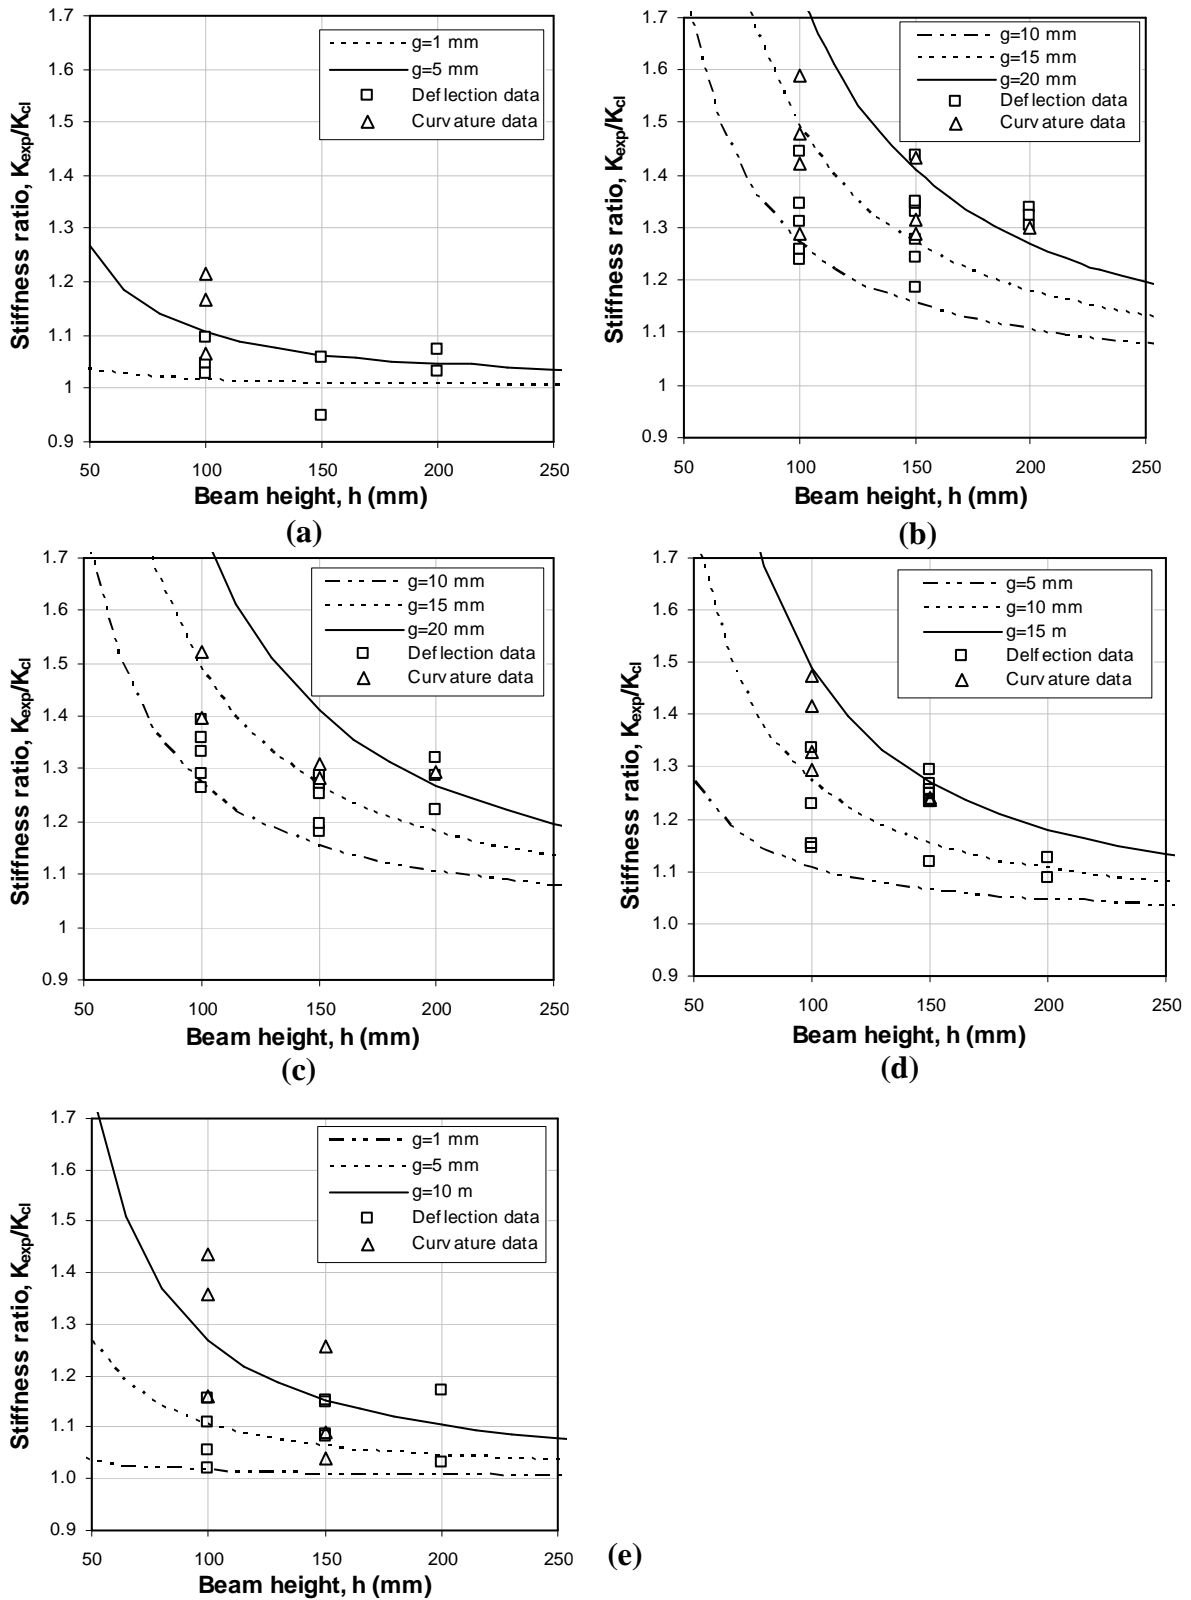 1.7
1.6
1.5
1.4
1.3
1.2
1.1
1
0.9
50
100
150
200
250
Stiffness ratio, Kexp/Kcl
Beam height, h (mm)
g=1 mm
g=5 mm
Deflection data
Curvature data
(a)
1.7
1.6
1.5
1.4
1.3
1.2
1.1
1
0.9
50
100
150
200
250
Stiffness ratio, Kexp/Kcl
Beam height, h (mm)
g=10 mm
g=15 mm
g=20 mm
Deflection data
Curvature data
(b)
1.7
1.6
1.5
1.4
1.3
1.2
1.1
1
0.9
50
100
150
200
250
Stiffness ratio, Kexp/Kcl
Beam height, h (mm)
g=10 mm
g=15 mm
g=20 mm
Deflection data
Curvature data
(c)
1.7
1.6
1.5
1.4
1.3
1.2
1.1
1.0
0.9
50
100
150
200
250
Stiffness ratio, Kexp/Kcl
Beam height, h (mm)
g=5 mm
g=10 mm
g=15 m
Delfection data
Curvature data
(d)
1.7
1.6
1.5
1.4
1.3
1.2
1.1
1.0
0.9
50
100
150
200
250
Stiffness ratio, Kexp/Kcl
Beam height, h (mm)
g=1 mm
g=5 mm
g=10 m
Deflection data
Curvature data
(e)